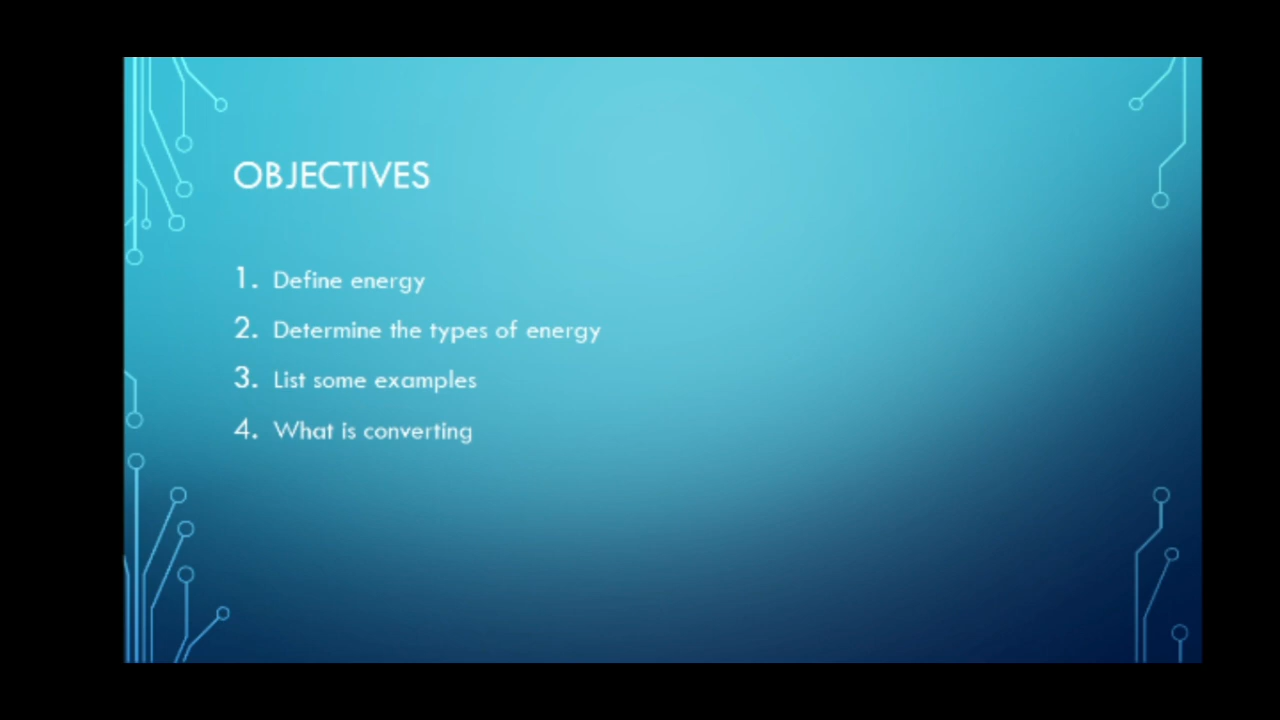 OBJECTIVES
1. Define energy
2. Determine the types of energy
3. List some examples
4. What is converting